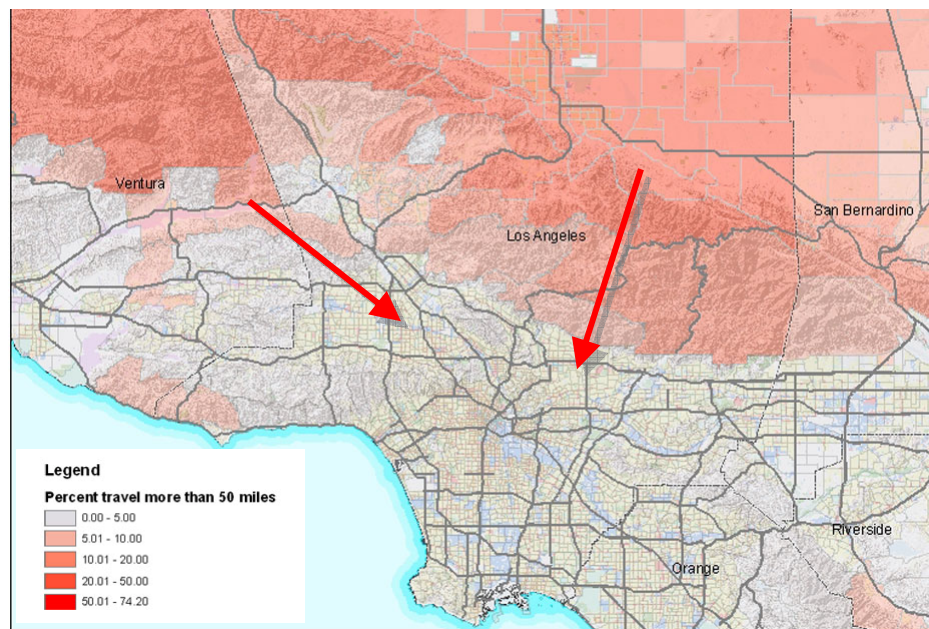 Ventura
San Bernardino
Los Angeles
Legend
Percent travel more than 50 miles
0.00 - 5.00
5.01 - 10.00
10.01 - 20.00
20.01 - 50.00
50.01 - 74.20
Riverside
Orange